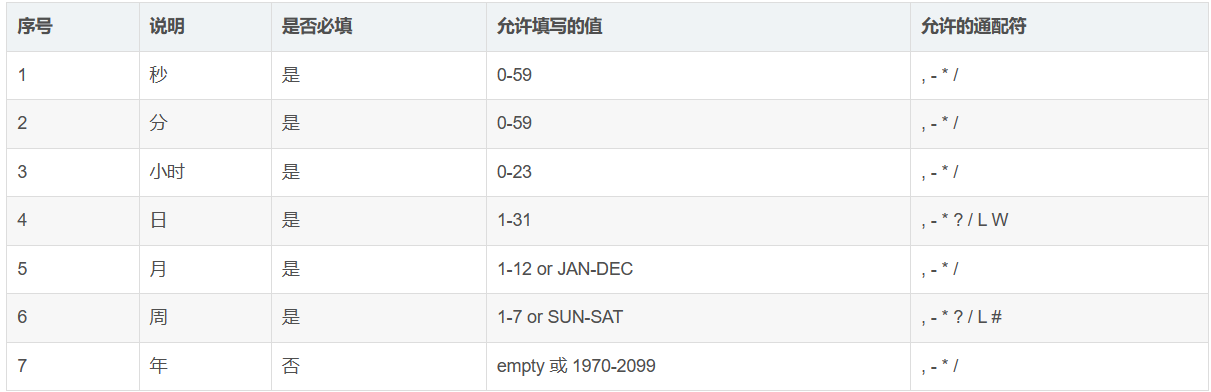 序号 说明 是否必填 允许填写的值 允许的通配符
1 秒 是 0-59 , - * /
2 分 是 0-59 , - * /
3 小时 是 0-23 , - * /
4 日 是 1-31 , - * ? / L W
5 月 是 1-12 or JAN-DEC , - * /
6 周 是 1-7 or SUN-SAT , - * ? / L #
7 年 否 empty 或 1970-2099 , - * /